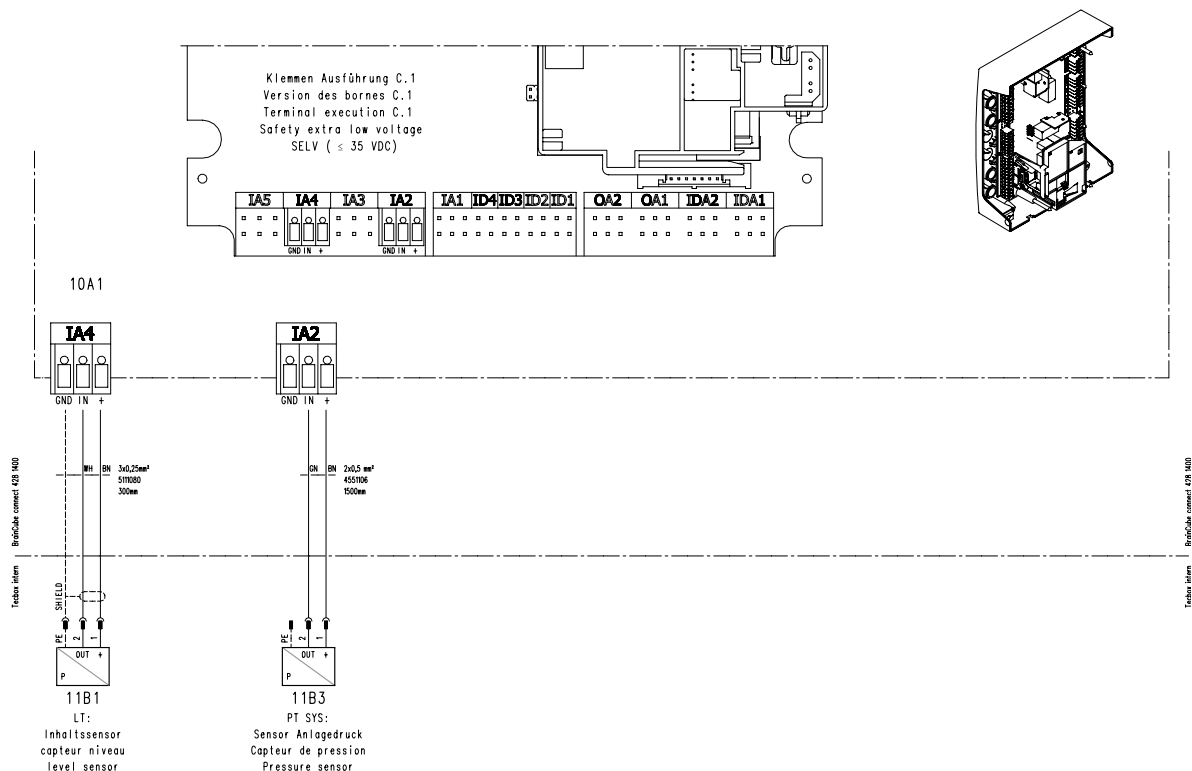 Klemmen Ausführung C.1
Version des bornes C.1
Terminal execution C.1
Safety extra low voltage
SELV ( ≤ 35 VDC)
IA5 IA4 IA3 IA2 IA1 ID4 ID3 ID2 ID1 OA2 OA1 IDA2 IDA1
GND IN + GND IN +
10A1
IA4 IA2
GND IN + GND IN +
WH BN 3x0,25mm²
5111080
300mm
GN BN 2x0,5 mm²
4551106
1500mm
BrainCube connect 428 1400
Tecbox intern
BrainCube connect 428 1400
Tecbox intern
SHIELD
PE 2 1
OUT +
P
11B1
LT:
Inhaltssensor
capteur niveau
level sensor
PE 2 1
OUT +
P
11B3
PT SYS:
Sensor Anlagedruck
Capteur de pression
Pressure sensor